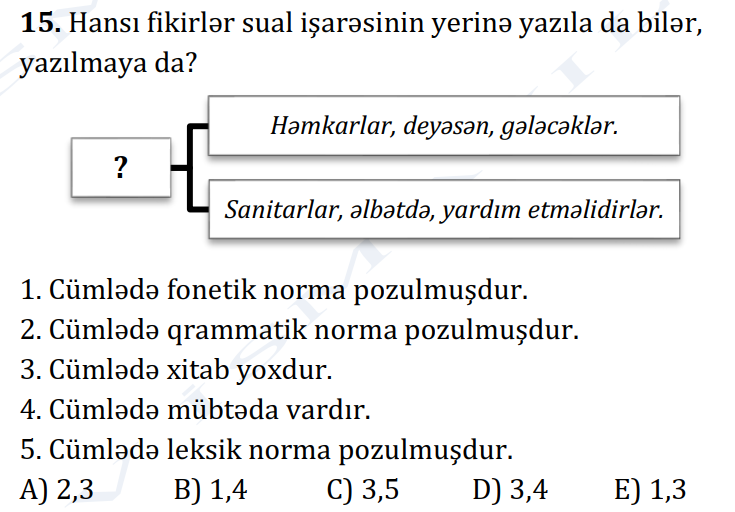 15. Hansı fikirlər sual işarəsinin yerinə yazıla da bilər,
yazılmaya da?
Həmkarlar, deyəsən, gələcəklər.
?
Sanitarlar, əlbətdə, yardım etməlidirlər.
1. Cümlədə fonetik norma pozulmuşdur.
2. Cümlədə qrammatik norma pozulmuşdur.
3. Cümlədə xitab yoxdur.
4. Cümlədə mübtəda vardır.
5. Cümlədə leksik norma pozulmuşdur.
A) 2,3 B) 1,4 C) 3,5 D) 3,4 E) 1,3